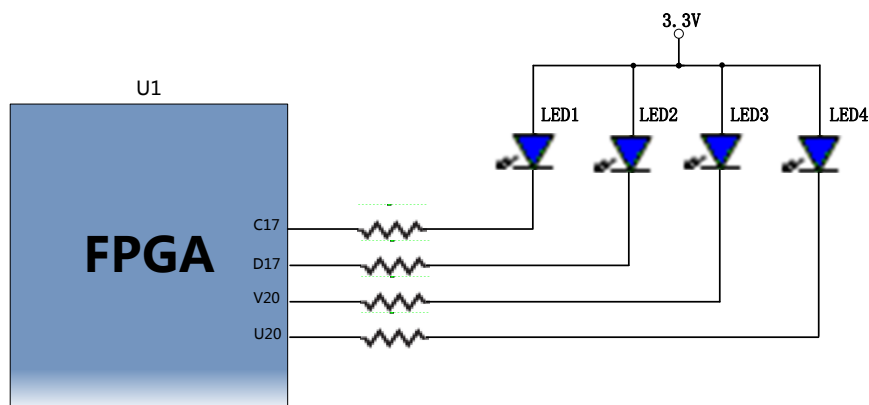 3.3V
U1
LED1
LED2
LED3
LED4
C17
FPGA
D17
V20
U20